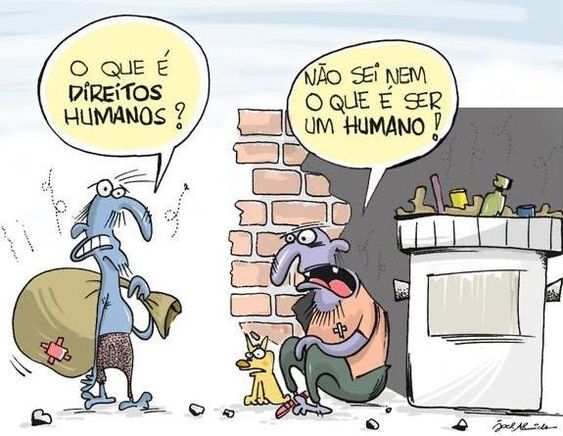 O QUE É
DIREITOS
HUMANOS?
NÃO SEI NEM
O QUE É SER
UM HUMANO!